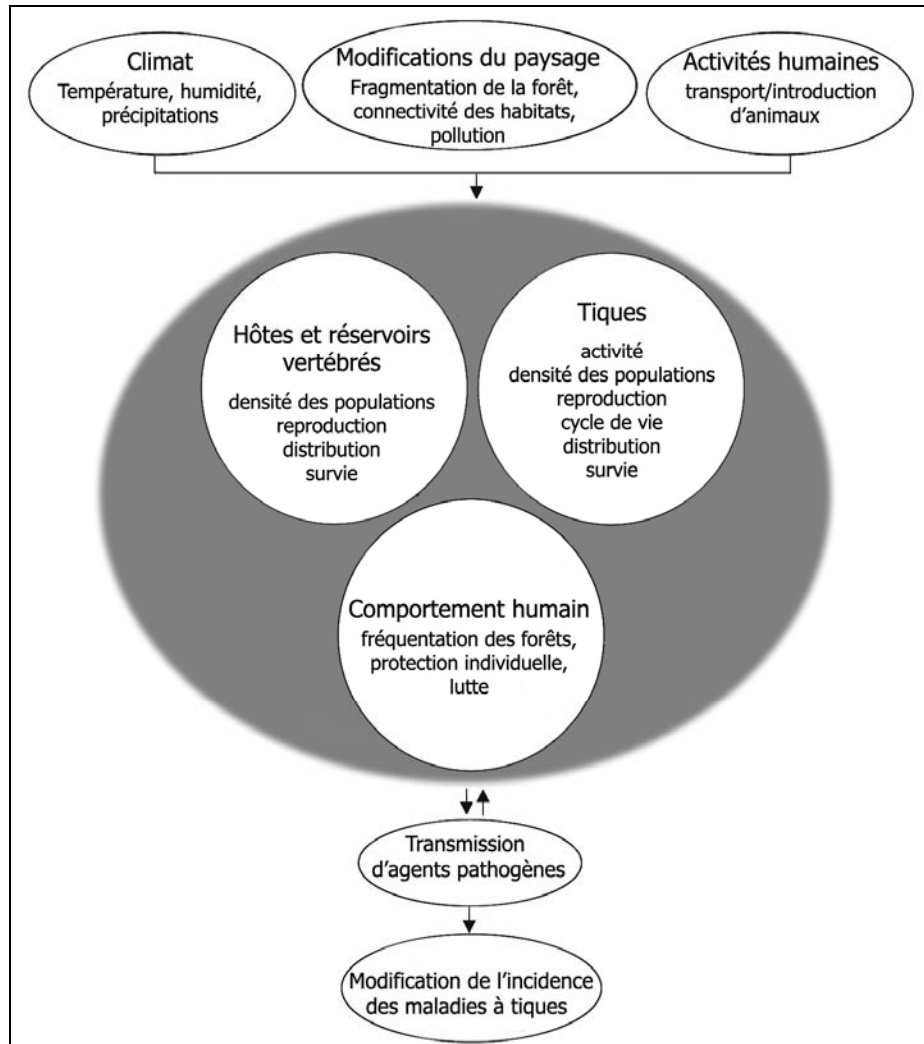 Climat
Température, humidité,
précipitations
Modifications du paysage
Fragmentation de la forêt,
connectivité des habitats,
pollution
Activités humaines
transport/introduction
d’animaux
Hôtes et réservoirs
vertébrés
densité des populations
reproduction
distribution
survie
Tiques
activité
densité des populations
reproduction
cycle de vie
distribution
survie
Comportement humain
fréquentation des forêts,
protection individuelle,
lutte
Transmission
d’agents pathogènes
Modification de l’incidence
des maladies à tiques